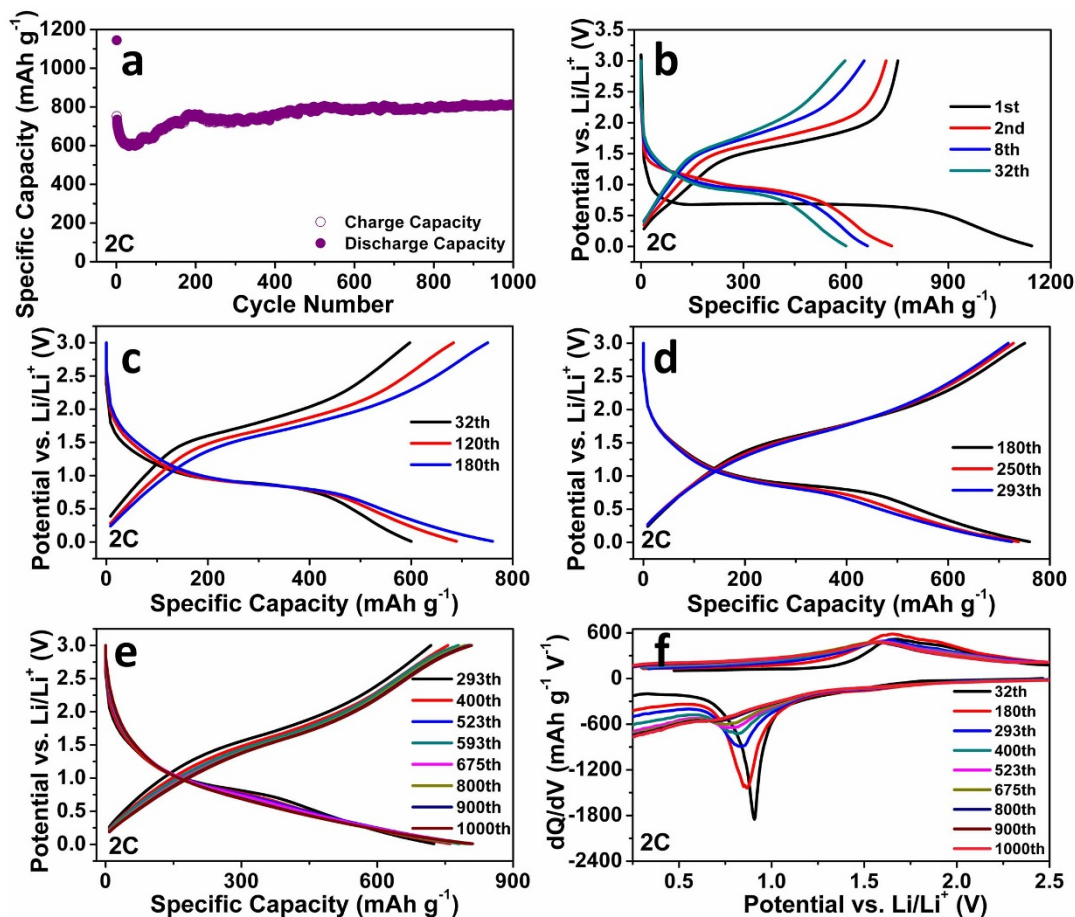 a
Specific Capacity (mAh g⁻¹)
1200
1000
800
600
400
200
0
Charge Capacity
Discharge Capacity
2C
0 200 400 600 800 1000
Cycle Number
b
Potential vs. Li/Li⁺ (V)
3.5
3.0
2.5
2.0
1.5
1.0
0.5
0.0
1st
2nd
8th
32th
2C
0 300 600 900 1200
Specific Capacity (mAh g⁻¹)
c
Potential vs. Li/Li⁺ (V)
3.0
2.5
2.0
1.5
1.0
0.5
0.0
32th
120th
180th
2C
0 200 400 600 800
Specific Capacity (mAh g⁻¹)
d
Potential vs. Li/Li⁺ (V)
3.0
2.5
2.0
1.5
1.0
0.5
0.0
180th
250th
293th
2C
0 200 400 600 800
Specific Capacity (mAh g⁻¹)
e
Potential vs. Li/Li⁺ (V)
3.0
2.5
2.0
1.5
1.0
0.5
0.0
293th
400th
523th
593th
675th
800th
900th
1000th
2C
0 300 600 900
Specific Capacity (mAh g⁻¹)
f
dQ/dV (mAh g⁻¹ V⁻¹)
600
0
-600
-1200
-1800
-2400
32th
180th
293th
400th
523th
675th
800th
900th
1000th
2C
0.5 1.0 1.5 2.0 2.5
Potential vs. Li/Li⁺ (V)